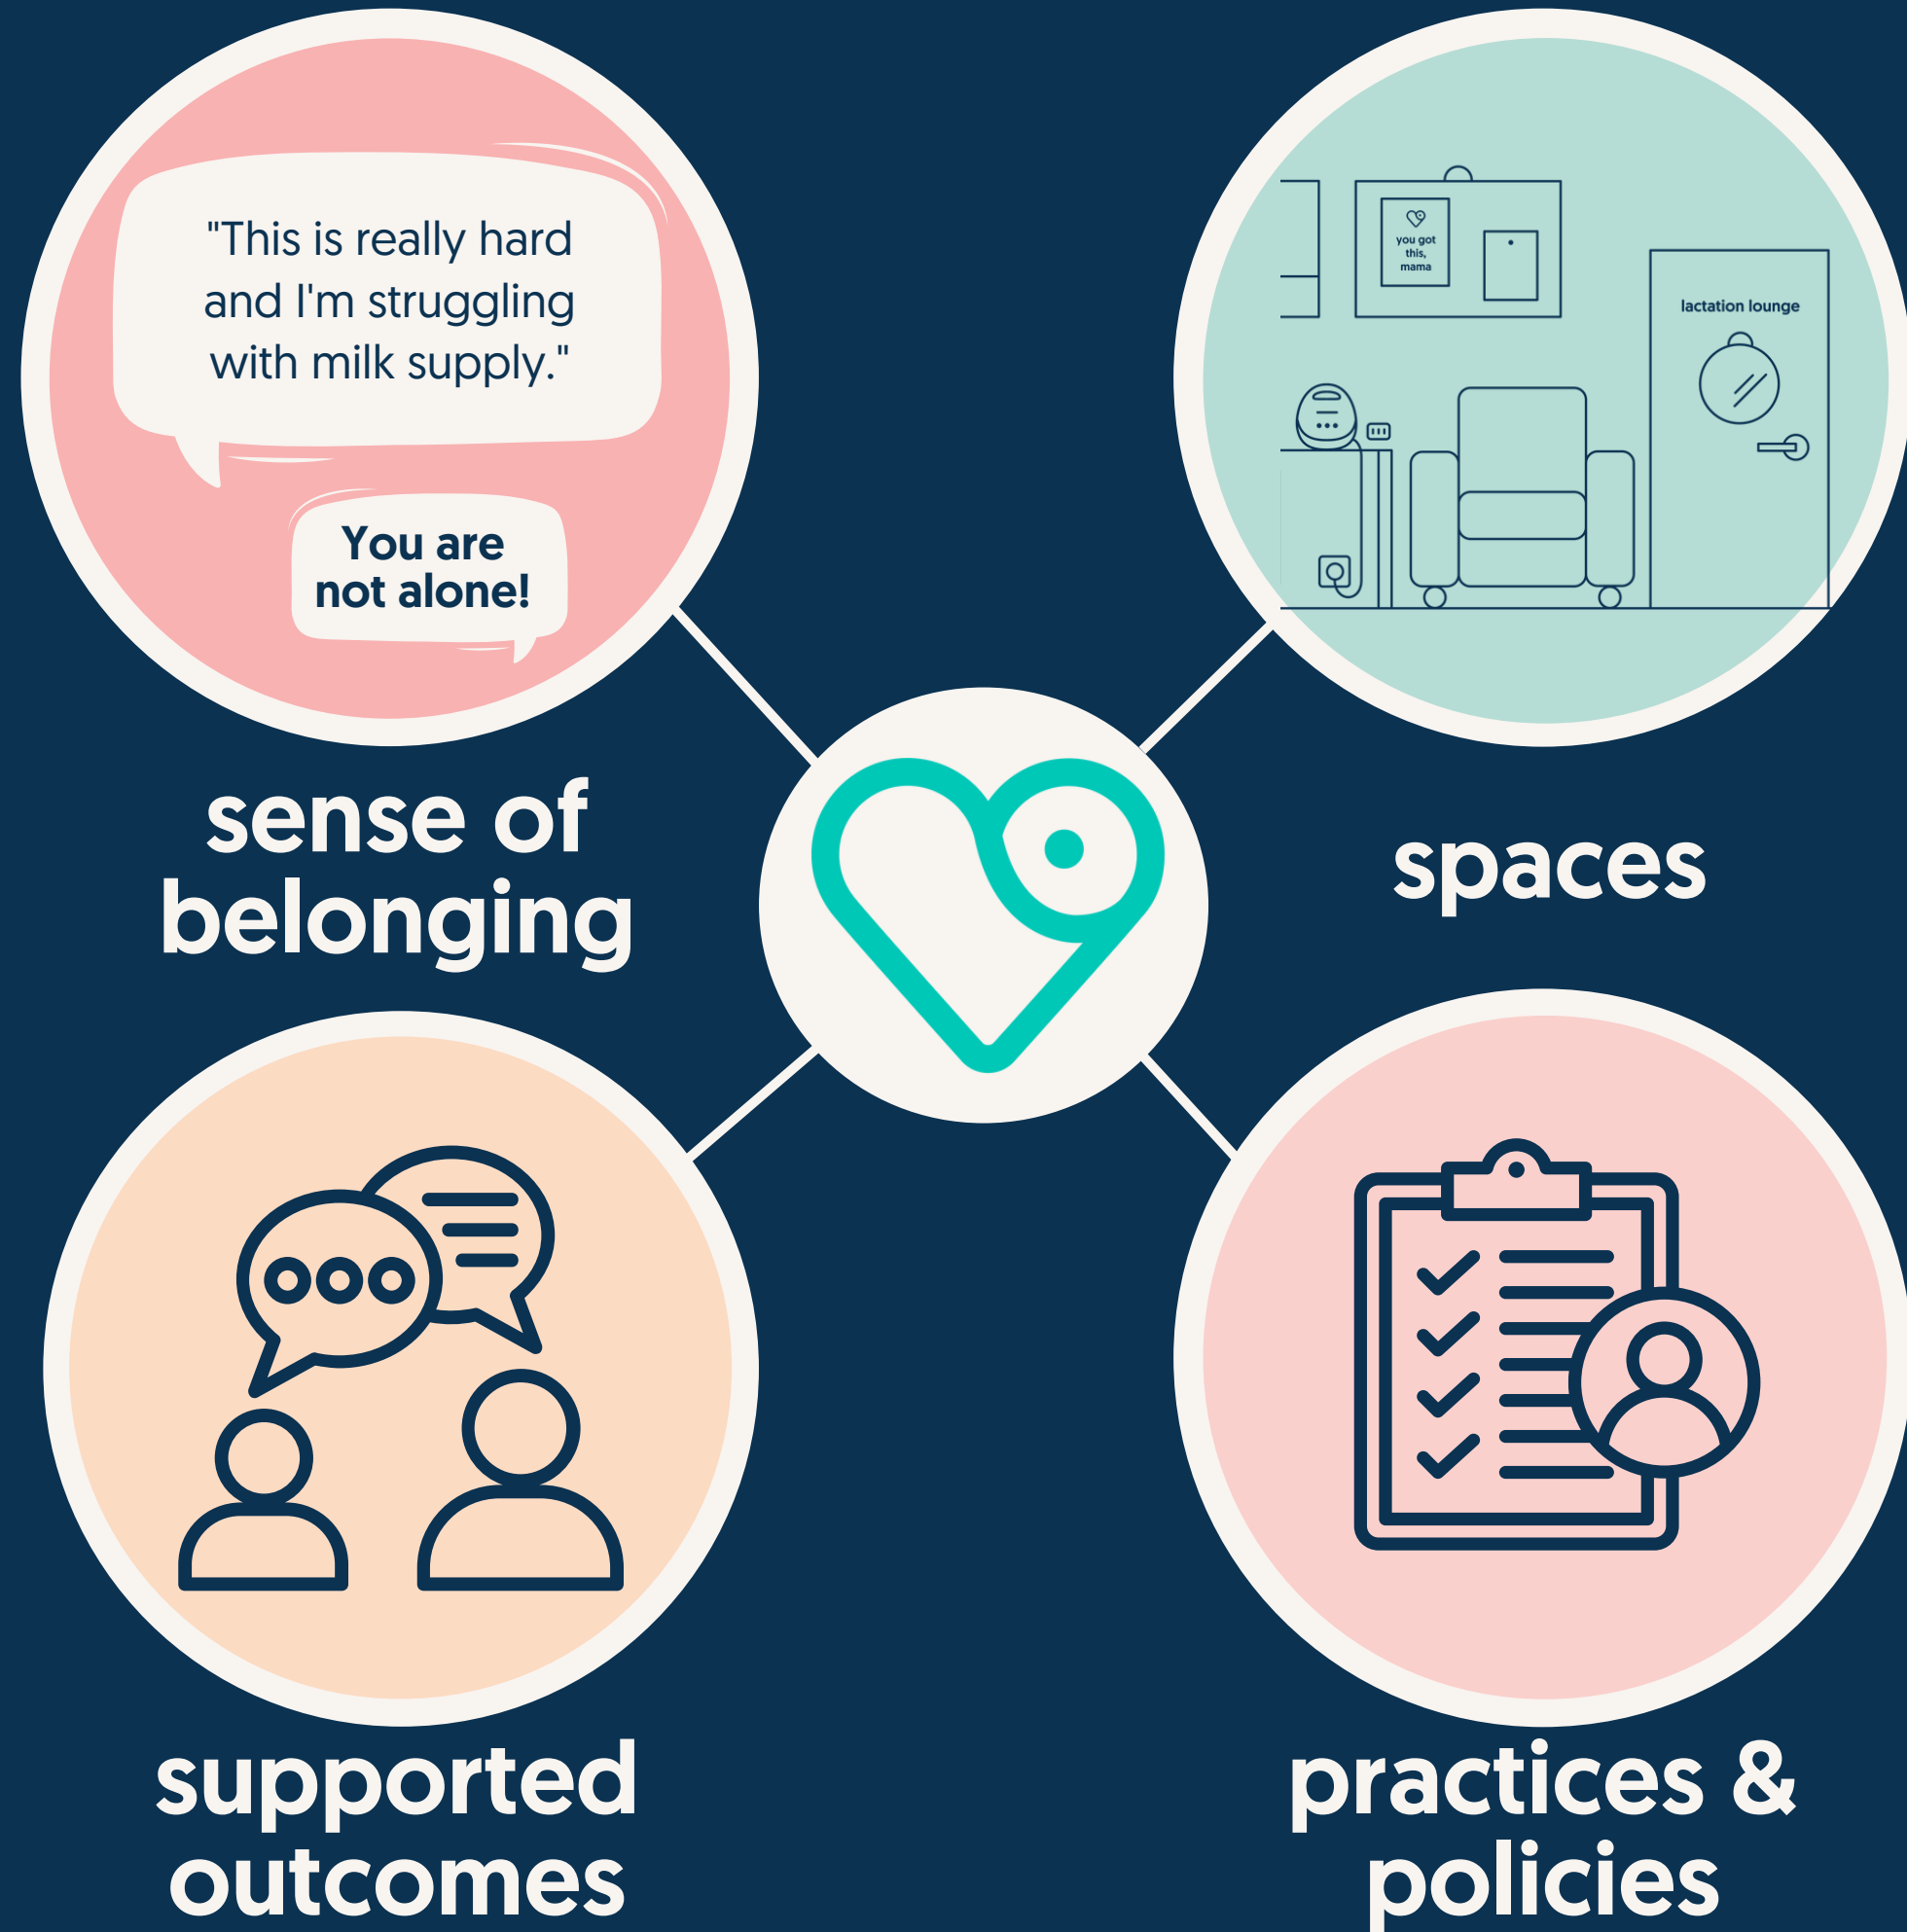 "This is really hard
and I'm struggling
with milk supply."
You are
not alone!
sense of
belonging
you got
this,
mama
lactation lounge
spaces
supported
outcomes
practices &
policies